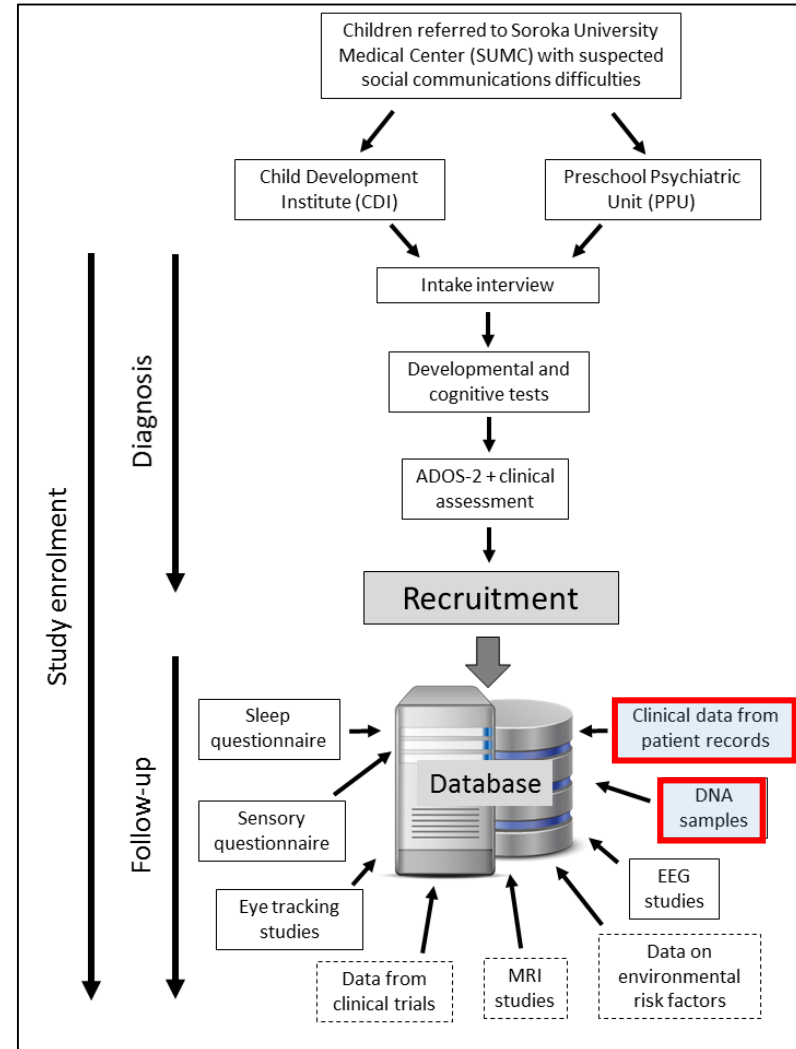 Children referred to Soroka University
Medical Center (SUMC) with suspected
social communications difficulties
Child Development
Institute (CDI)
Preschool Psychiatric
Unit (PPU)
Intake interview
Developmental and
cognitive tests
ADOS-2 + clinical
assessment
Recruitment
Study enrolment
Diagnosis
Follow-up
Database
Sleep
questionnaire
Sensory
questionnaire
Eye tracking
studies
Data from
clinical trials
MRI
studies
Data on
environmental
risk factors
EEG
studies
DNA
samples
Clinical data from
patient records